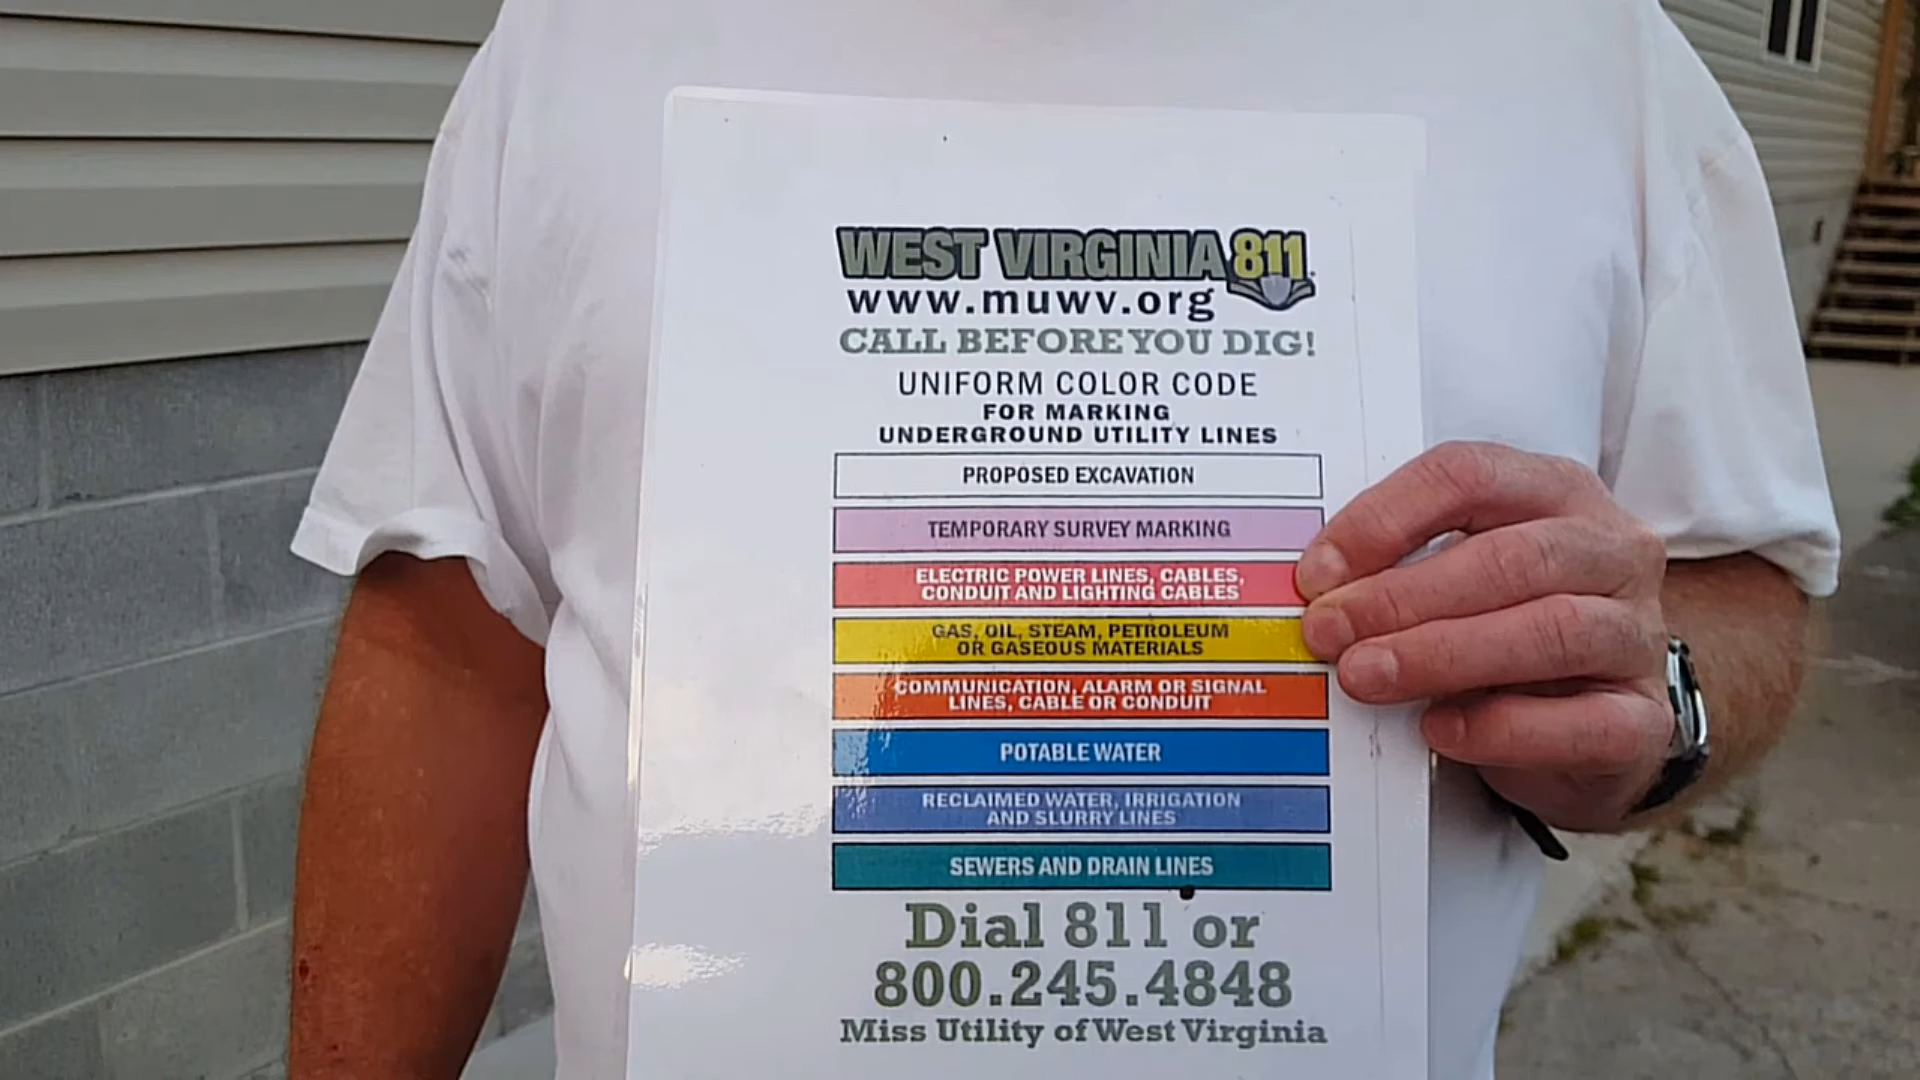 WEST VIRGINIA 811
www.muwv.org
CALL BEFORE YOU DIG!
UNIFORM COLOR CODE
FOR MARKING
UNDERGROUND UTILITY LINES
PROPOSED EXCAVATION
TEMPORARY SURVEY MARKING
ELECTRIC POWER LINES, CABLES,
CONDUIT AND LIGHTING CABLES
GAS, OIL, STEAM, PETROLEUM
OR GASEOUS MATERIALS
COMMUNICATION, ALARM OR SIGNAL
LINES, CABLE OR CONDUIT
POTABLE WATER
RECLAIMED WATER, IRRIGATION
AND SLURRY LINES
SEWERS AND DRAIN LINES
Dial 811 or
800.245.4848
Miss Utility of West Virginia